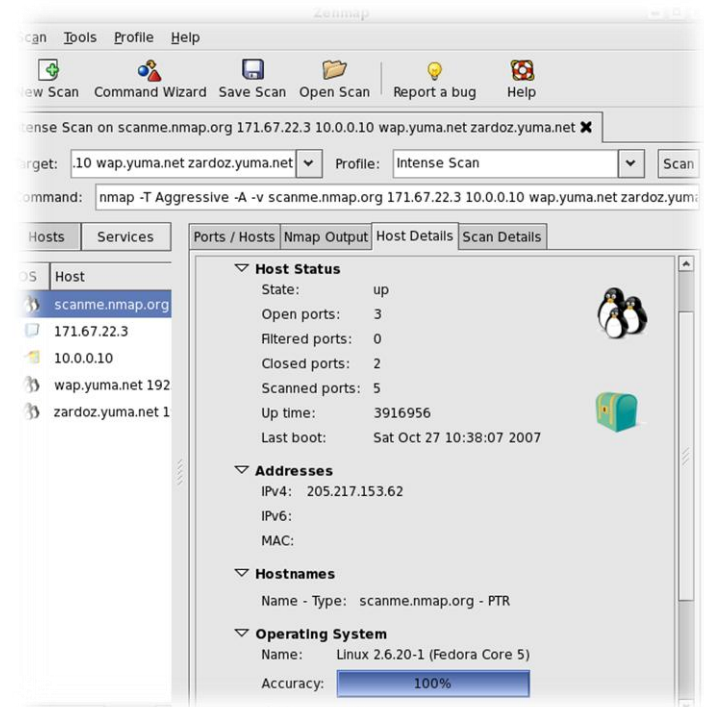 Zenmap
Scan Tools Profile Help
New Scan Command Wizard Save Scan Open Scan Report a bug Help
tense Scan on scanme.nmap.org 171.67.22.3 10.0.0.10 wap.yuma.net zardoz.yuma.net
rget: .10 wap.yuma.net zardoz.yuma.net Profile: Intense Scan Scan
ommand: nmap -T Aggressive -A -v scanme.nmap.org 171.67.22.3 10.0.0.10 wap.yuma.net zardoz.yuma
Hosts Services Ports / Hosts Nmap Output Host Details Scan Details
OS Host
scanme.nmap.org
171.67.22.3
10.0.0.10
wap.yuma.net 192
zardoz.yuma.net 1
Host Status
State: up
Open ports: 3
Filtered ports: 0
Closed ports: 2
Scanned ports: 5
Up time: 3916956
Last boot: Sat Oct 27 10:38:07 2007
Addresses
IPv4: 205.217.153.62
IPv6:
MAC:
Hostnames
Name - Type: scanme.nmap.org - PTR
Operating System
Name: Linux 2.6.20-1 (Fedora Core 5)
Accuracy: 100%